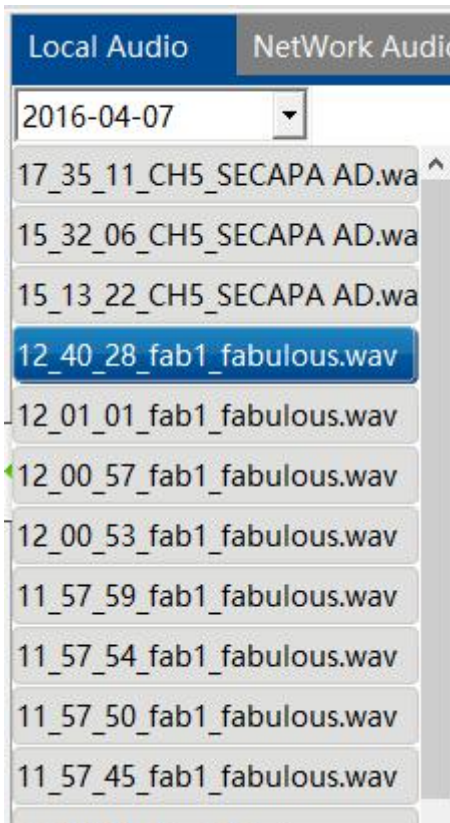 Local Audio NetWork Audio
2016-04-07
17_35_11_CH5_SECAPA AD.wa
15_32_06_CH5_SECAPA AD.wa
15_13_22_CH5_SECAPA AD.wa
12_40_28_fab1_fabulous.wav
12_01_01_fab1_fabulous.wav
12_00_57_fab1_fabulous.wav
12_00_53_fab1_fabulous.wav
11_57_59_fab1_fabulous.wav
11_57_54_fab1_fabulous.wav
11_57_50_fab1_fabulous.wav
11_57_45_fab1_fabulous.wav